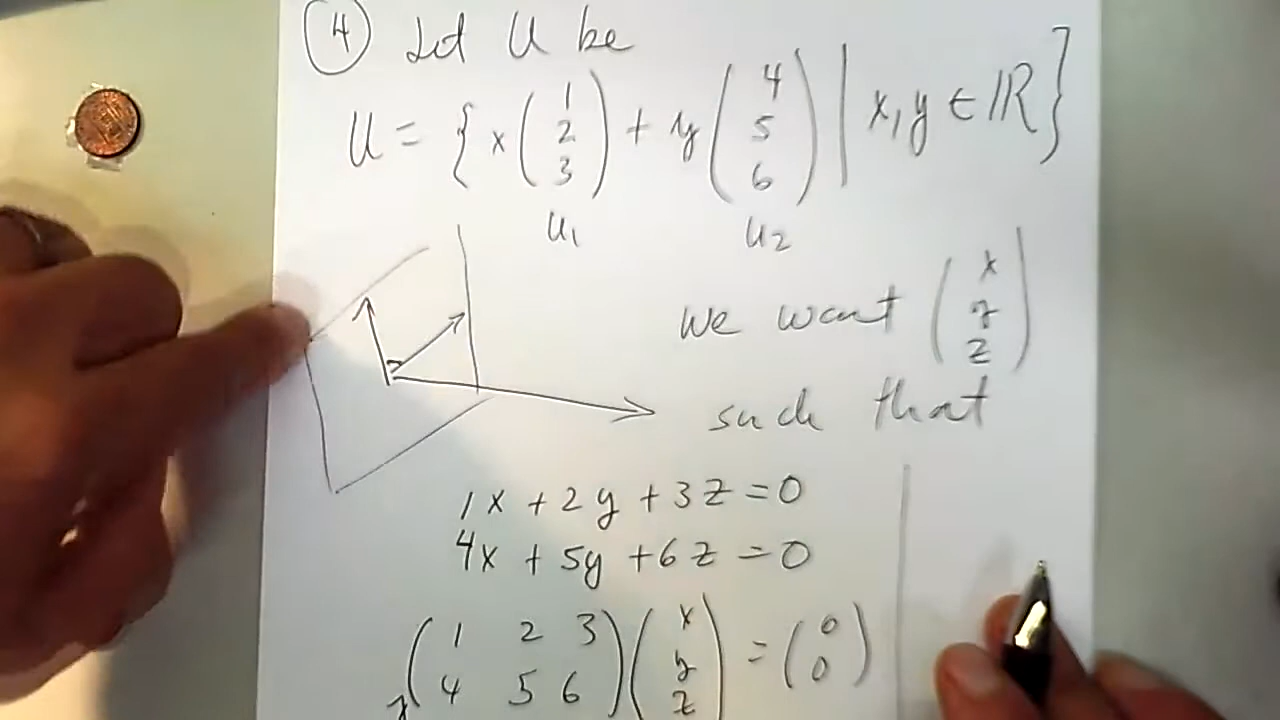 ④ Let U be
U = { x (1 2 3) + y (4 5 6) | x, y ∈ ℝ }
u₁ u₂
we want (x y z)
such that
1x + 2y + 3z = 0
4x + 5y + 6z = 0
(1 2 3
4 5 6) (x y z) = (0 0)